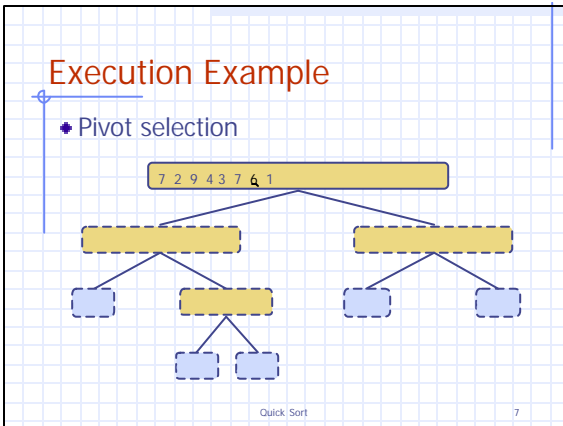 Execution Example
Pivot selection
7 2 9 4 3 7 6 1
Quick Sort 7